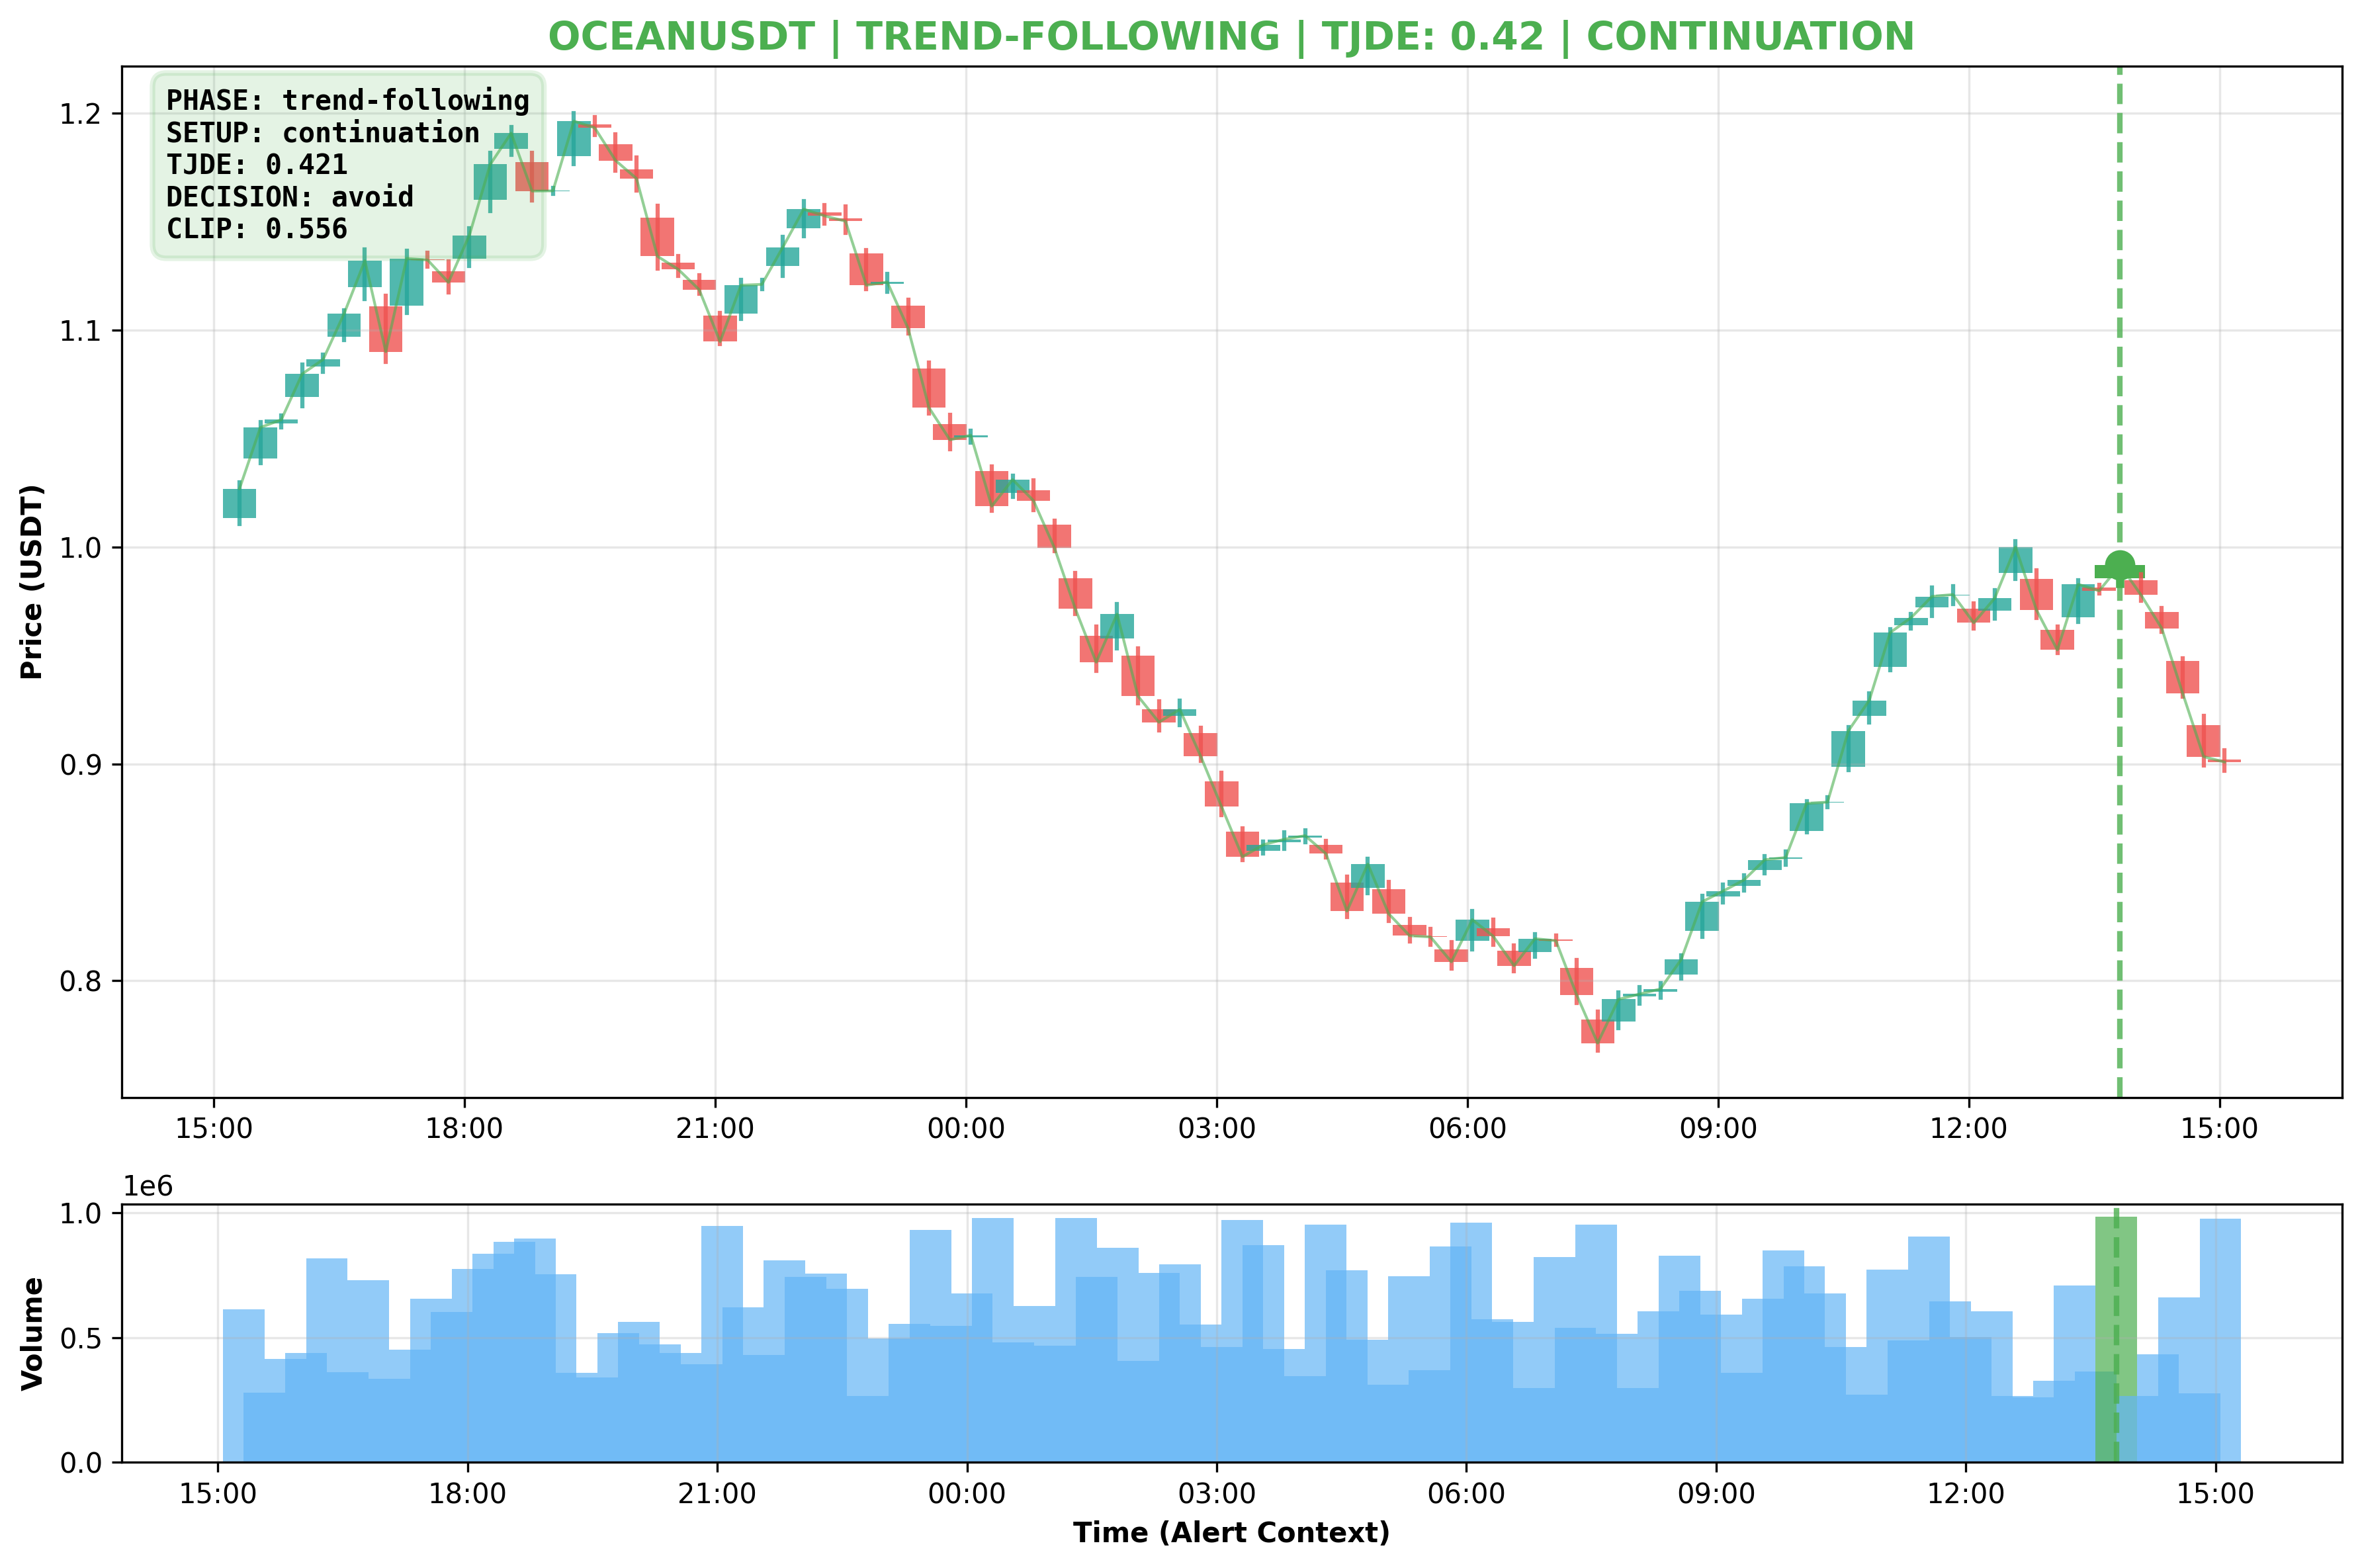 OCEANUSDT | TREND-FOLLOWING | TJDE: 0.42 | CONTINUATION
PHASE: trend-following
SETUP: continuation
TJDE: 0.421
DECISION: avoid
CLIP: 0.556
Price (USDT)
1.2
1.1
1.0
0.9
0.8
15:00 18:00 21:00 00:00 03:00 06:00 09:00 12:00 15:00
1e6
Volume
1.0
0.5
0.0
15:00 18:00 21:00 00:00 03:00 06:00 09:00 12:00 15:00
Time (Alert Context)